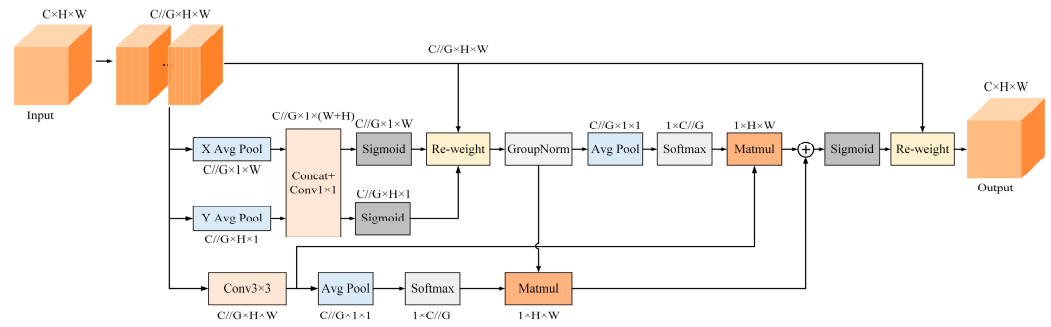 C×H×W
C//G×H×W
...
C//G×H×W
C×H×W
Input
C//G×1×(W+H)
C//G×1×W
C//G×1×1
1×C//G
1×H×W
X Avg Pool
Sigmoid
Re-weight
GroupNorm
Avg Pool
Softmax
Matmul
+
Sigmoid
Re-weight
C//G×1×W
Concat+
Conv1×1
C//G×H×1
Output
Y Avg Pool
Sigmoid
C//G×H×1
Conv3×3
Avg Pool
Softmax
Matmul
C//G×H×W
C//G×1×1
1×C//G
1×H×W